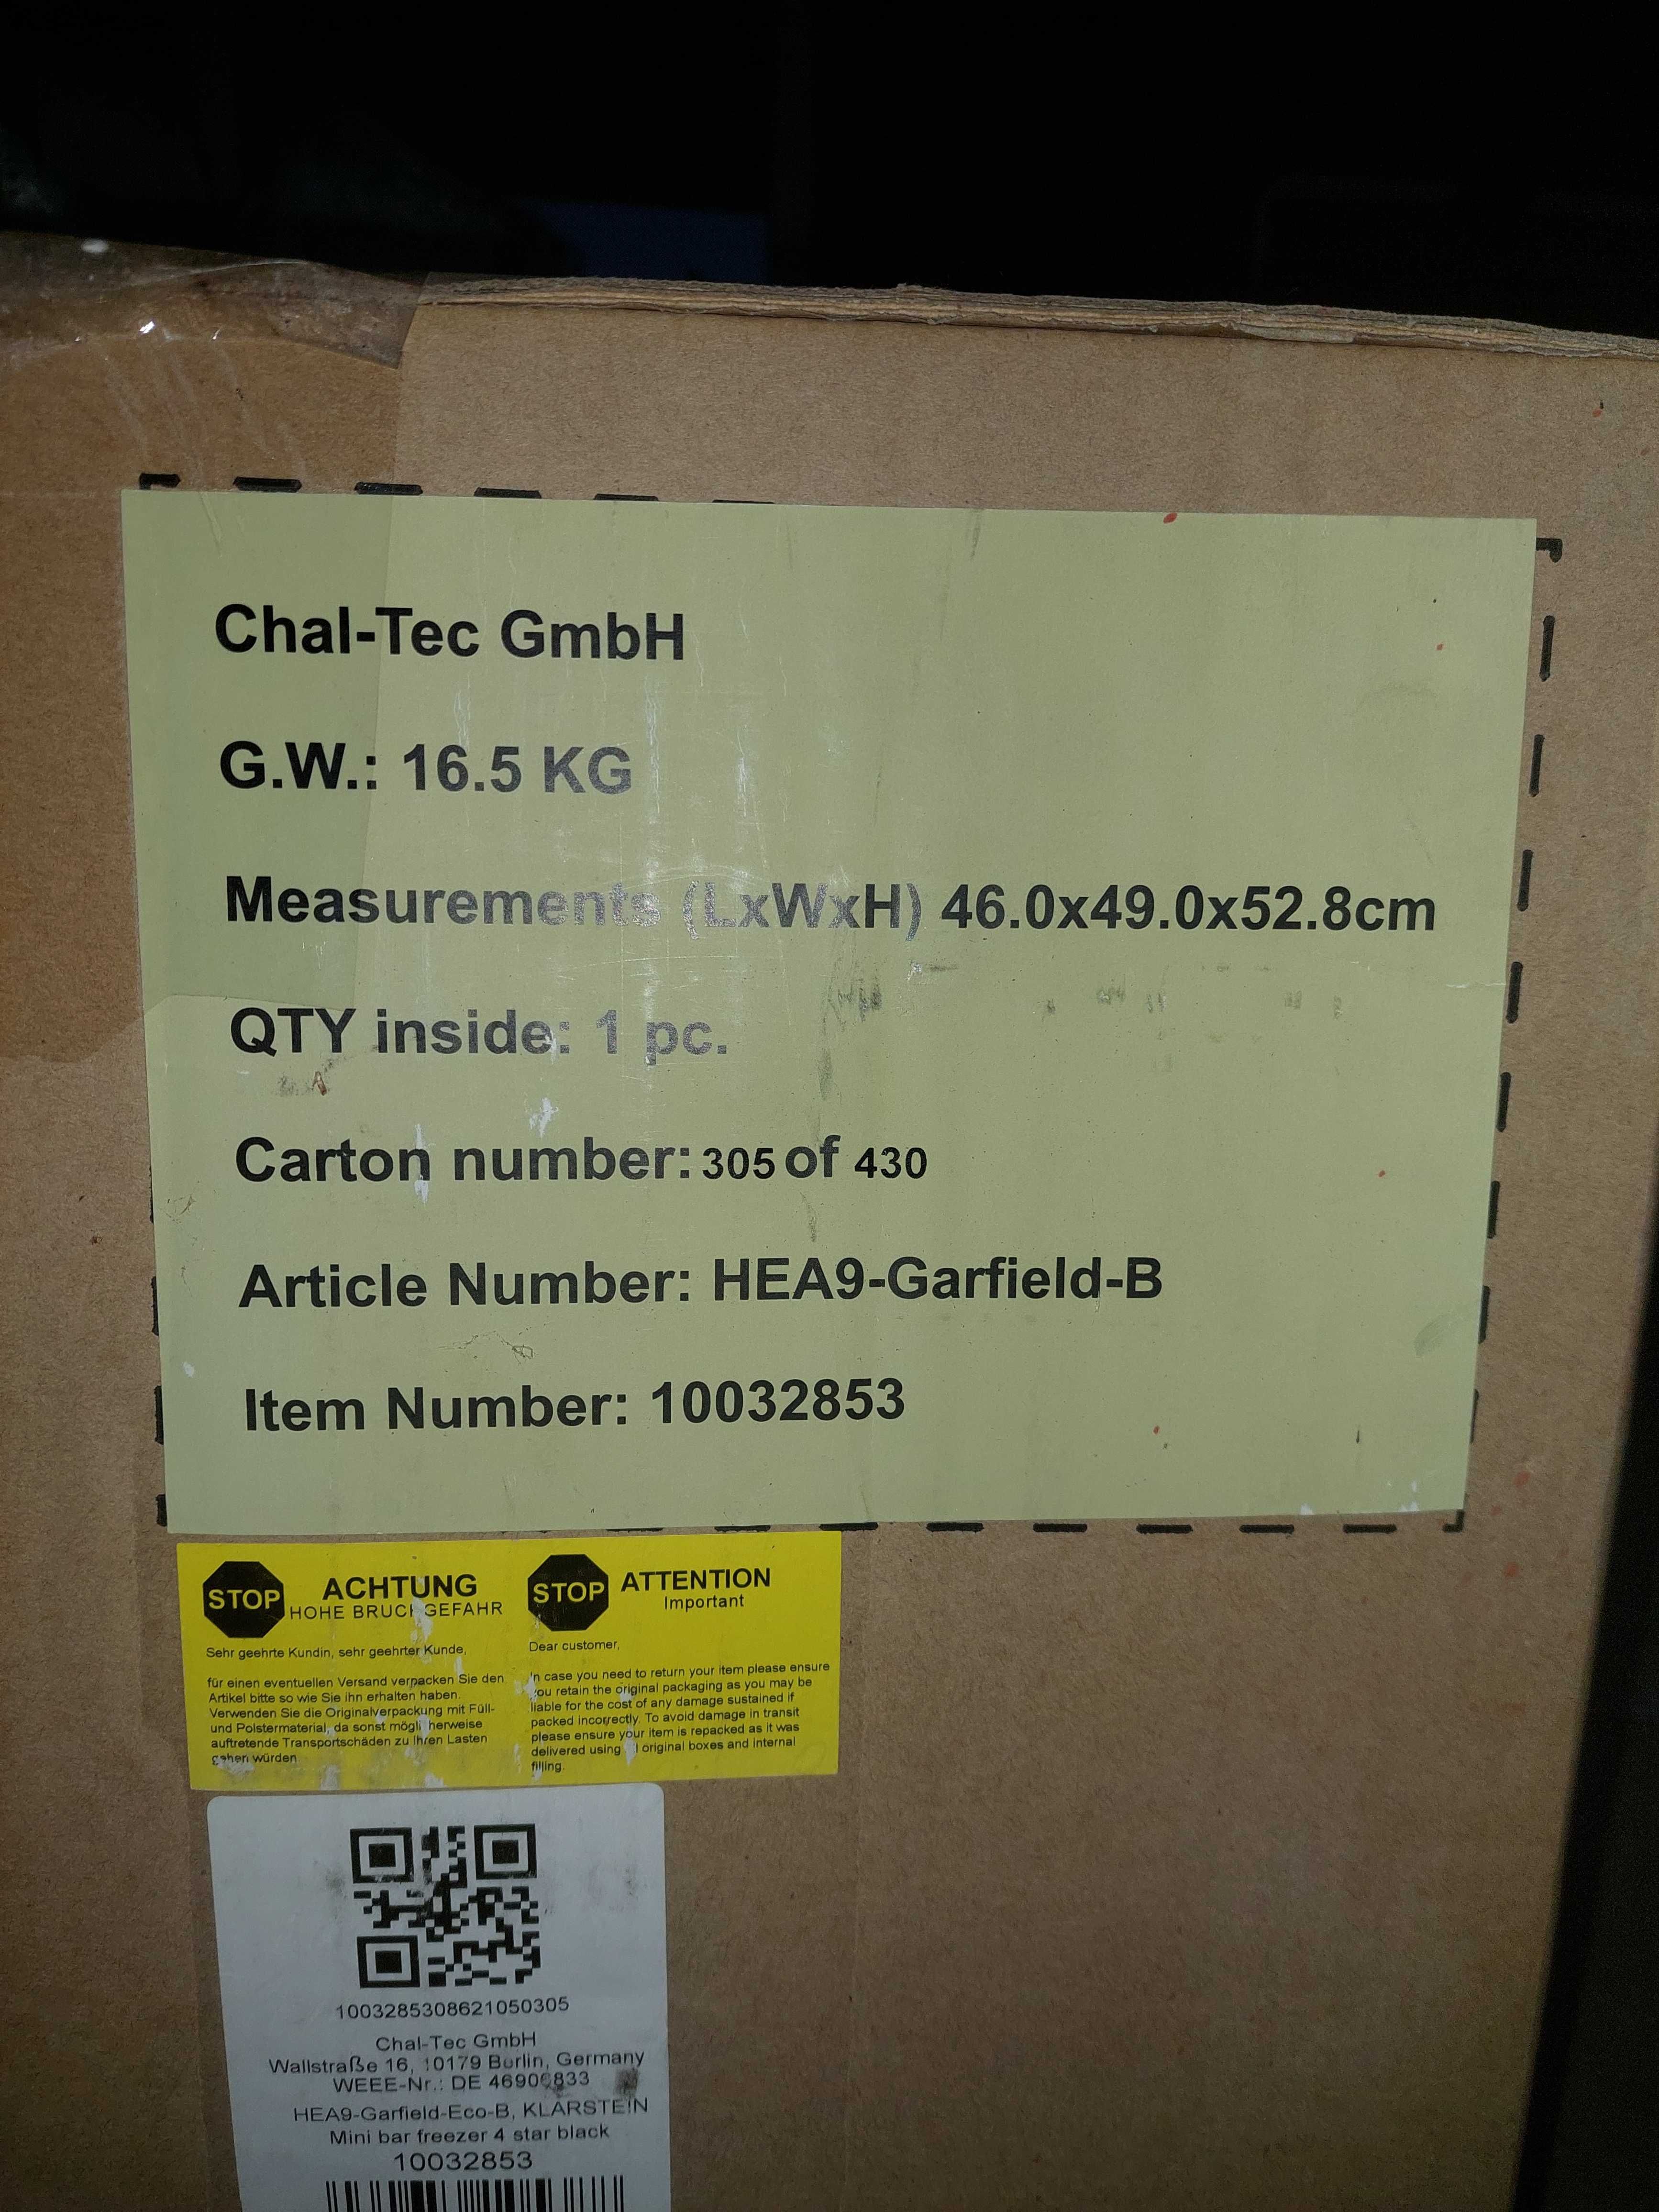 Chal-Tec GmbH
G.W.: 16.5 KG
Measurements (LxWxH) 46.0x49.0x52.8cm
QTY inside: 1 pc.
Carton number: 305 of 430
Article Number: HEA9-Garfield-B
Item Number: 10032853
STOP
ACHTUNG
HOHE BRUCHGEFAHR
Sehr geehrte Kundin, sehr geehrter Kunde,
für einen eventuellen Versand verpacken Sie den
Artikel bitte so wie Sie ihn erhalten haben.
Verwenden Sie die Originalverpackung mit Füll-
und Polstermaterial, da sonst möglicherweise
auftretende Transportschäden zu Ihren Lasten
gehen würden
STOP
ATTENTION
Important
Dear customer,
In case you need to return your item please ensure
you retain the original packaging as you may be
liable for the cost of any damage sustained if
packed incorrectly. To avoid damage in transit
please ensure your item is repacked as it was
delivered using all original boxes and internal
filling.
1003285308621050305
Chal-Tec GmbH
Wallstraße 16, 10179 Berlin, Germany
WEEE-Nr.: DE
HEA9-Garfield-Eco-B, KLARSTEIN
Mini bar freezer 4 star black
10032853